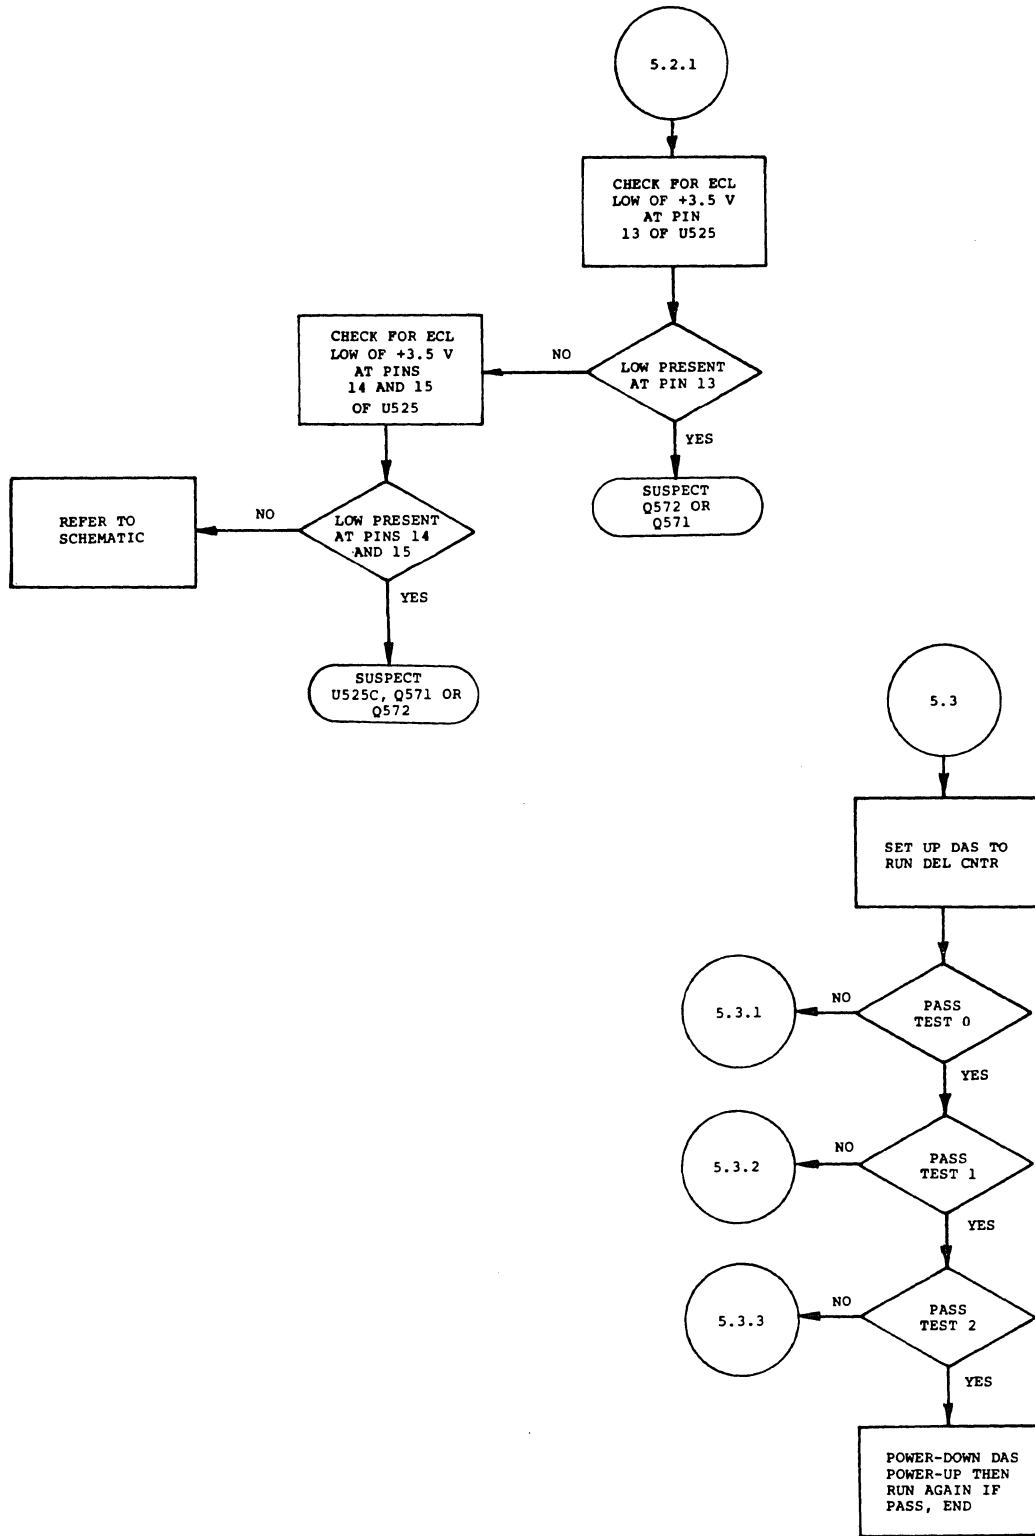 5.2.1
CHECK FOR ECL
LOW OF +3.5 V
AT PIN
13 OF U525
LOW PRESENT
AT PIN 13
NO
YES
SUSPECT
Q572 OR
Q571
CHECK FOR ECL
LOW OF +3.5 V
AT PINS
14 AND 15
OF U525
LOW PRESENT
AT PINS 14
AND 15
NO
REFER TO
SCHEMATIC
YES
SUSPECT
U525C, Q571 OR
Q572
5.3
SET UP DAS TO
RUN DEL CNTR
PASS
TEST 0
NO
5.3.1
YES
PASS
TEST 1
NO
5.3.2
YES
PASS
TEST 2
NO
5.3.3
YES
POWER-DOWN DAS
POWER-UP THEN
RUN AGAIN IF
PASS, END